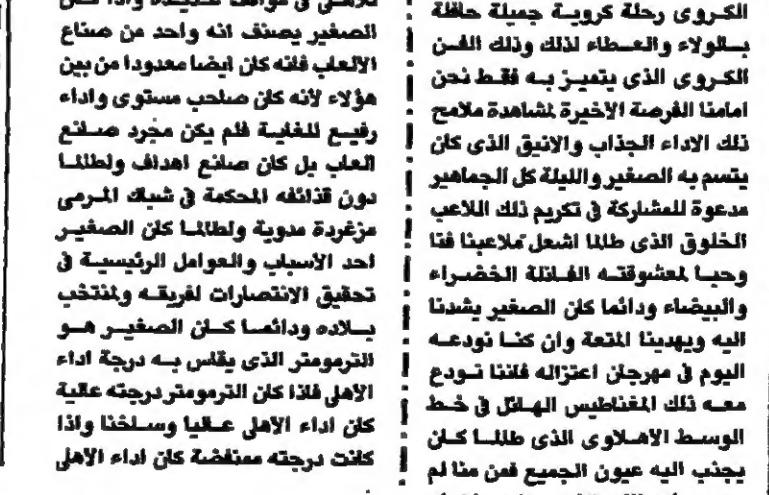 الكروى رحلة كروية جميلة حافلة
بالولاء والعطاء لذلك وذلك الفن
الكروى الذى يتميز به فقط نحن
امامنا الفرصة الاخيرة لمشاهدة ملامح
ذلك الاداء الجذاب والانيق الذى كان
يتسم به الصغير والليلة كل الجماهير
مدعوة للمشاركة فى تكريم ذلك اللاعب
الخلوق الذى طالما اشعل ملاعبنا فنا
وحبا لمعشوقته الفانلة الخضراء
والبيضاء ودائما كان الصغير يشدنا
اليه ويهدينا المتعة وان كنا نودعه
اليوم فى مهرجان اعتزاله فاننا نودع
معه ذلك المغناطيس الهائل فى خط
الوسط الاهلاوى الذى طالما كان
يجذب اليه عيون الجميع فمن منا لم
الصغير يصنف انه واحد من صناع
الالعاب فانه كان ايضا معدودا من بين
هؤلاء لأنه كان صاحب مستوى واداء
رفيع للغاية فلم يكن مجرد صانع
العاب بل كان صانع اهداف ولطالما
دون قذائفه المحكمة فى شباك المرمى
مزغردة مدوية ولطالما كان الصغير
احد الأسباب والعوامل الرئيسية فى
تحقيق الانتصارات لفريقه ولمنتخب
بلاده ودائما كان الصغير هو
الترمومتر الذى يقاس به درجة اداء
الأهلى فاذا كان الترمومتر درجته عالية
كان اداء الأهلى عاليا وساخنا واذا
كانت درجته منخفضة كان اداء الأهلى